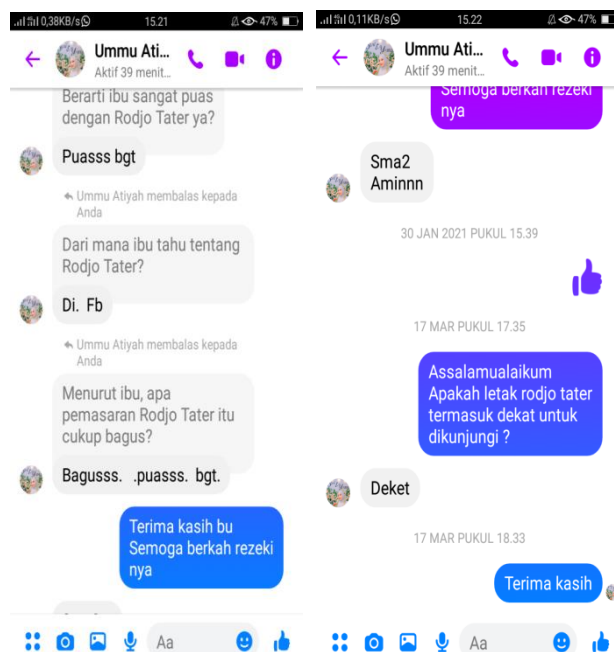 0,38KB/s
15.21
47%
Ummu Ati...
Aktif 39 menit...
Berarti ibu sangat puas
dengan Rodjo Tater ya?
Puasss bgt
Ummu Atiyah membalas kepada
Anda
Dari mana ibu tahu tentang
Rodjo Tater?
Di. Fb
Ummu Atiyah membalas kepada
Anda
Menurut ibu, apa
pemasaran Rodjo Tater itu
cukup bagus?
Bagusss. .puasss. bgt.
Terima kasih bu
Semoga berkah rezeki
nya
Aa
0,11KB/s
15.22
47%
Ummu Ati...
Aktif 39 menit...
Semoga berkah rezeki
nya
Sma2
Aminnn
30 JAN 2021 PUKUL 15.39
17 MAR PUKUL 17.35
Assalamualaikum
Apakah letak rodjo tater
termasuk dekat untuk
dikunjungi ?
Deket
17 MAR PUKUL 18.33
Terima kasih
Aa